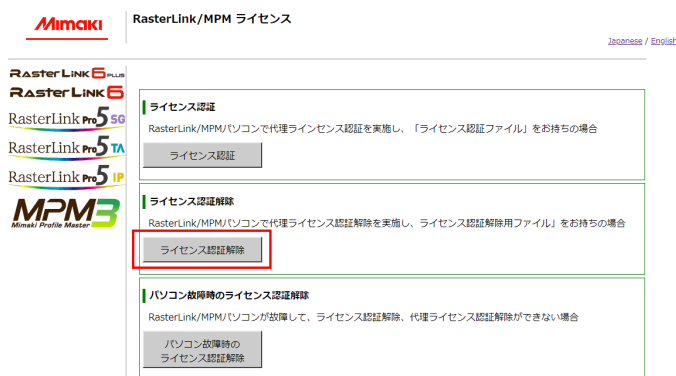 Mimaki
RasterLink/MPM ライセンス
Japanese / English
RasterLink6 PLUS
RasterLink6
RasterLink Pro5 SG
RasterLink Pro5 TA
RasterLink Pro5 IP
MPM3
Mimaki Profile Master
ライセンス認証
RasterLink/MPMパソコンで代理ラインセンス認証を実施し、「ライセンス認証ファイル」をお持ちの場合
ライセンス認証
ライセンス認証解除
RasterLink/MPMパソコンで代理ライセンス認証解除を実施し、ライセンス認証解除用ファイル」をお持ちの場合
ライセンス認証解除
パソコン故障時のライセンス認証解除
RasterLink/MPMパソコンが故障して、ライセンス認証解除、代理ライセンス認証解除ができない場合
パソコン故障時の
ライセンス認証解除